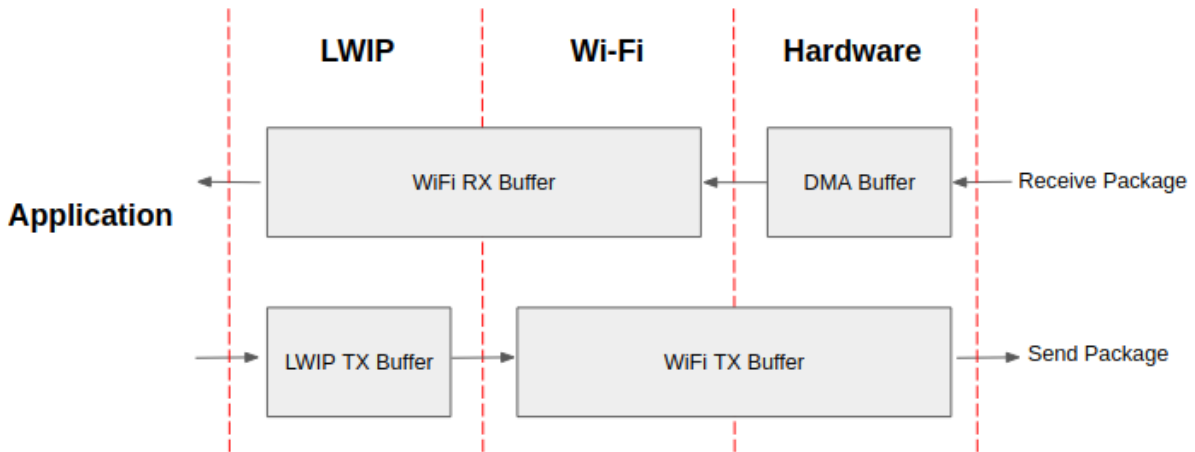 LWIP
Wi-Fi
Hardware
WiFi RX Buffer
DMA Buffer
Receive Package
Application
LWIP TX Buffer
WiFi TX Buffer
Send Package